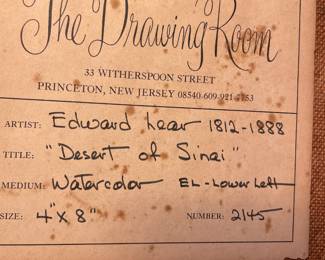 The Drawing Room
33 WITHERSPOON STREET
PRINCETON, NEW JERSEY 08540-609-921-
ARTIST: Edward Lear 1812-1888
TITLE: "Desert of Sinai"
MEDIUM: Watercolor EL-Lower Left
SIZE: 4" X 8" NUMBER: 2145